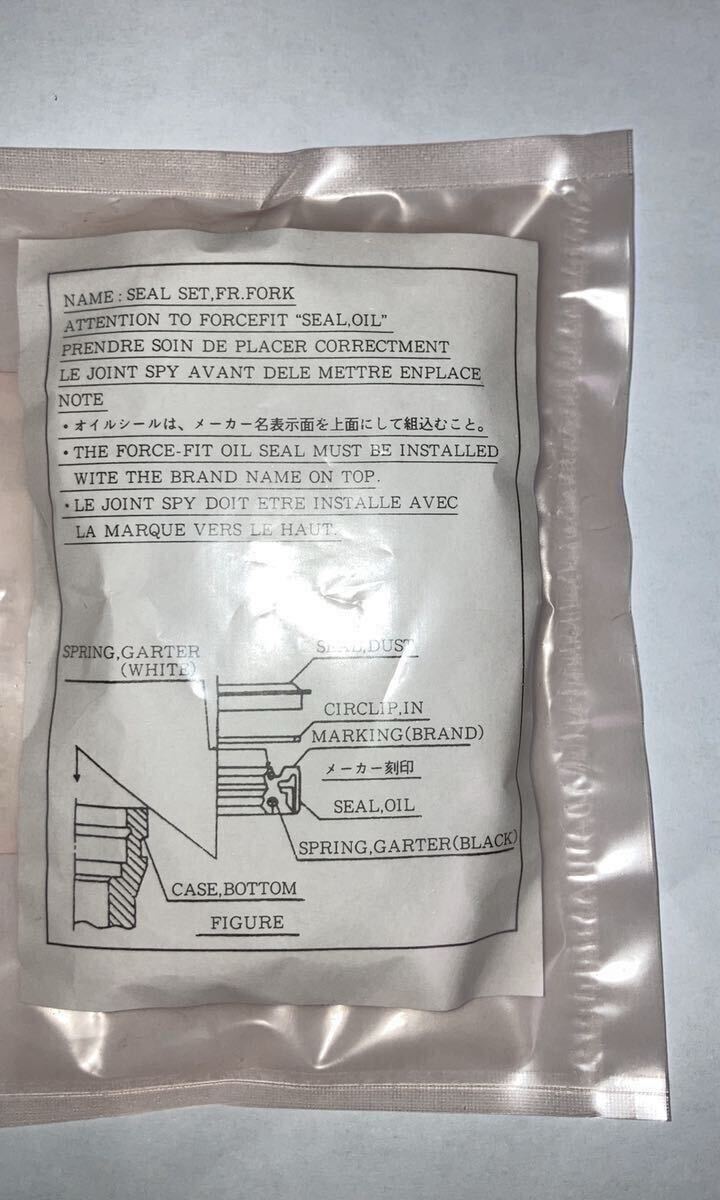 NAME : SEAL SET,FR.FORK
ATTENTION TO FORCEFIT “SEAL,OIL”
PRENDRE SOIN DE PLACER CORRECTMENT
LE JOINT SPY AVANT DELE METTRE ENPLACE
NOTE
・オイルシールは、メーカー名表示面を上面にして組込むこと。
・THE FORCE-FIT OIL SEAL MUST BE INSTALLED
WITE THE BRAND NAME ON TOP.
・LE JOINT SPY DOIT ETRE INSTALLE AVEC
LA MARQUE VERS LE HAUT.
SPRING,GARTER
(WHITE)
SEAL,DUST
CIRCLIP,IN
MARKING(BRAND)
メーカー刻印
SEAL,OIL
SPRING,GARTER(BLACK)
CASE,BOTTOM
FIGURE